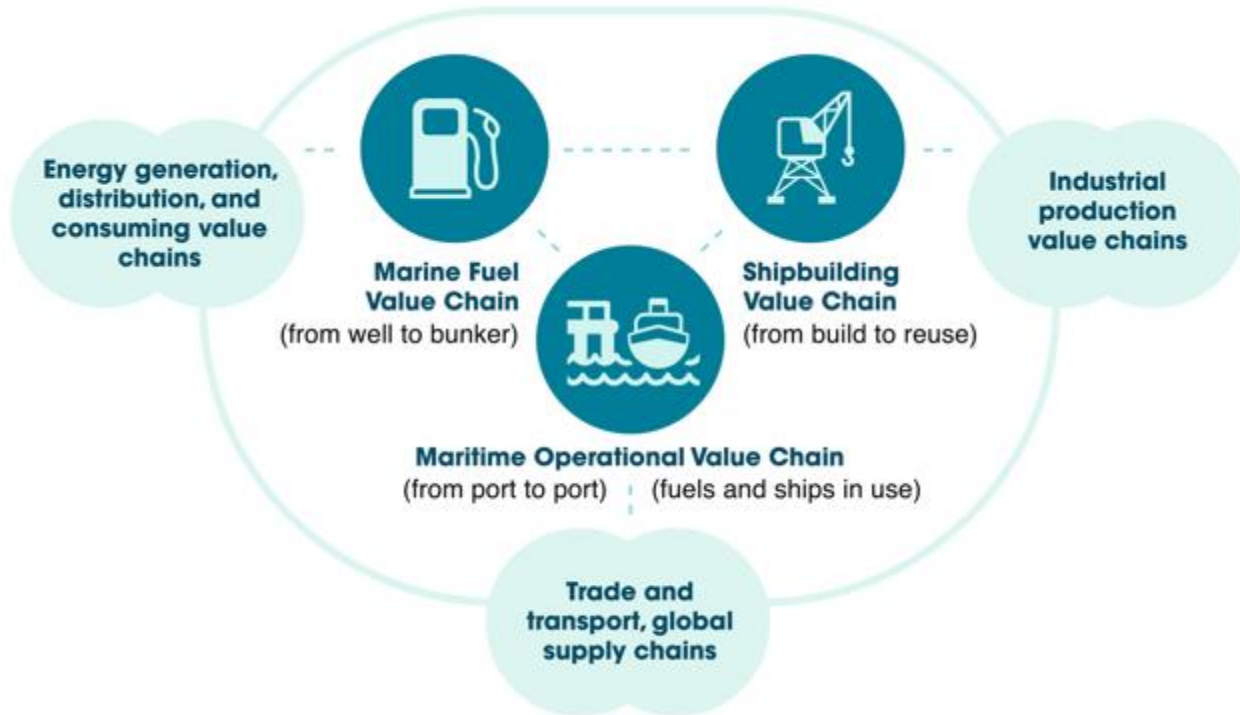 Energy generation,
distribution, and
consuming value
chains
Marine Fuel
Value Chain
(from well to bunker)
Shipbuilding
Value Chain
(from build to reuse)
Industrial
production
value chains
Maritime Operational Value Chain
(from port to port) (fuels and ships in use)
Trade and
transport, global
supply chains